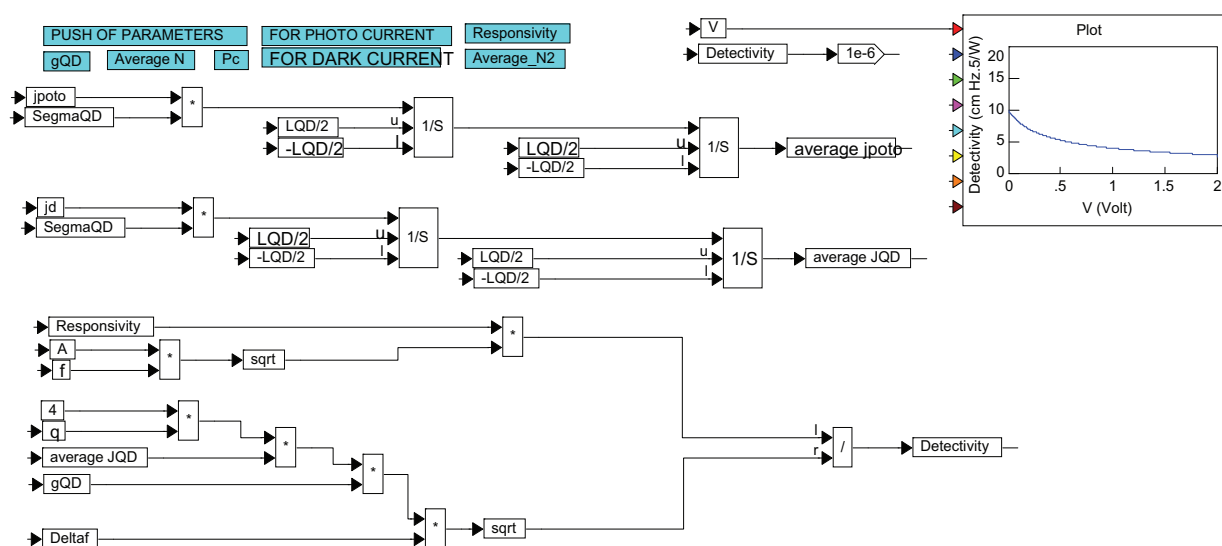 PUSH OF PARAMETERS
FOR PHOTO CURRENT
Responsivity
gQD
Average N
Pc
FOR DARK CURRENT
Average_N2
V
Detectivity
1e-6
Plot
Detectivity (cm Hz.5/W)
20
15
10
5
0
0
.5
1
1.5
2
V (Volt)
jpoto
SegmaQD
*
LQD/2
u
-LQD/2
l
1/S
LQD/2
u
-LQD/2
l
1/S
average jpoto
jd
SegmaQD
*
LQD/2
u
-LQD/2
l
1/S
LQD/2
u
-LQD/2
l
1/S
average JQD
Responsivity
A
f
*
sqrt
*
4
q
*
average JQD
*
gQD
*
Deltaf
*
sqrt
l
r
/
Detectivity